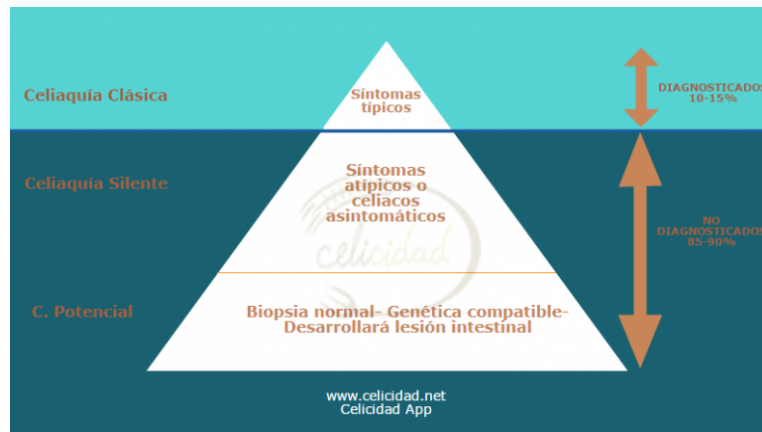 Celiaquía Clásica
Síntomas
típicos
DIAGNOSTICADOS
10-15%
Celiaquía Silente
Síntomas
atípicos o
celiacos
asintomáticos
celicidad
NO
DIAGNOSTICADOS
85-90%
C. Potencial
Biopsia normal- Genética compatible-
Desarrollará lesión intestinal
www.celicidad.net
Celicidad App